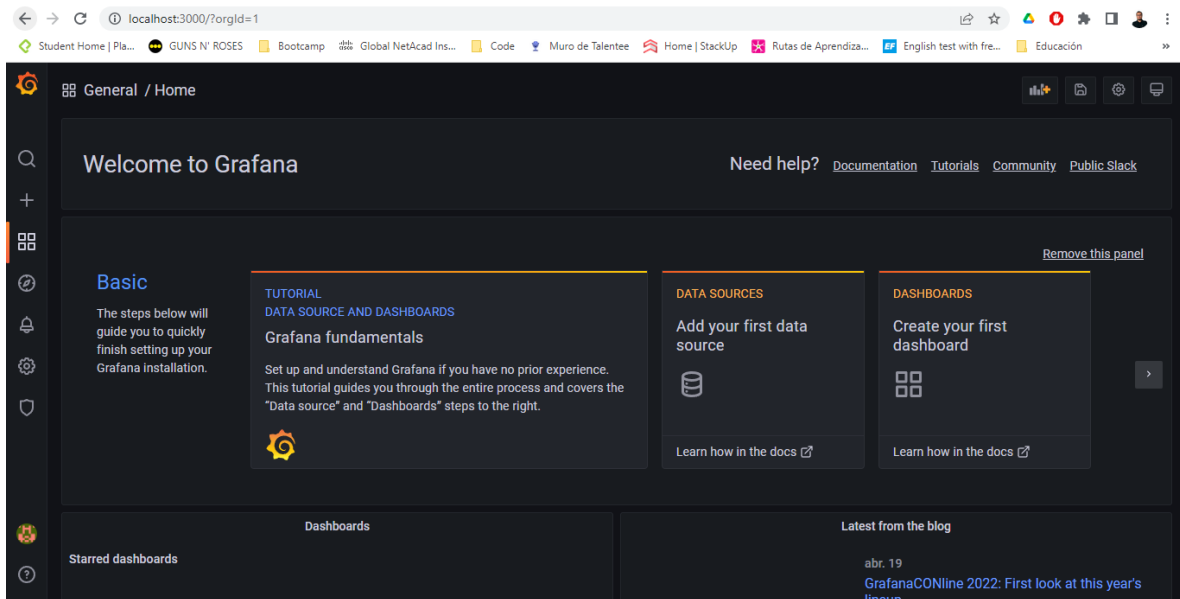 localhost:3000/?orgId=1
Student Home | Pla... GUNS N' ROSES Bootcamp Global NetAcad Ins... Code Muro de Talentee Home | StackUp Rutas de Aprendiza... English test with fre... Educación »
General / Home
Welcome to Grafana
Need help? Documentation Tutorials Community Public Slack
Remove this panel
Basic
The steps below will
guide you to quickly
finish setting up your
Grafana installation.
TUTORIAL
DATA SOURCE AND DASHBOARDS
Grafana fundamentals
Set up and understand Grafana if you have no prior experience.
This tutorial guides you through the entire process and covers the
"Data source" and "Dashboards" steps to the right.
DATA SOURCES
Add your first data
source
Learn how in the docs
DASHBOARDS
Create your first
dashboard
Learn how in the docs
Dashboards
Starred dashboards
Latest from the blog
abr. 19
GrafanaCONline 2022: First look at this year's
lineup